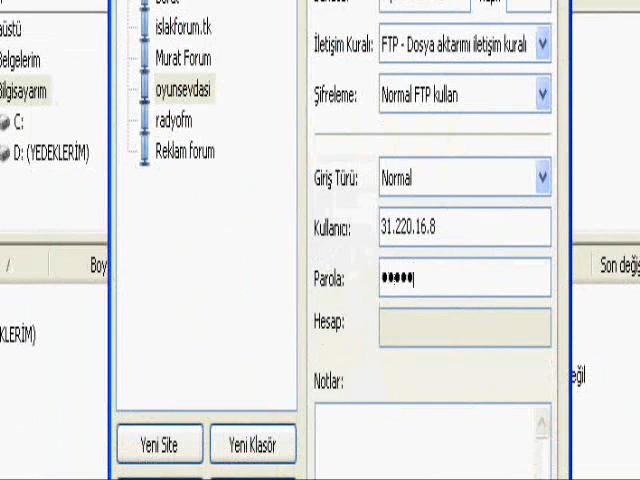 aüstü
Belgelerim
Bilgisayarım
C:
D: (YEDEKLERİM)
/
Boy
KLERİM)
islakforum.tk
Murat Forum
oyunsevdasi
radyofm
Reklam forum
Yeni Site
Yeni Klasör
İletişim Kuralı:
FTP - Dosya aktarımı iletişim kuralı
Şifreleme:
Normal FTP kullan
Giriş Türü:
Normal
Kullanıcı:
31.220.16.8
Parola:
●●●●●
Hesap:
Notlar:
Son değiş
eğil